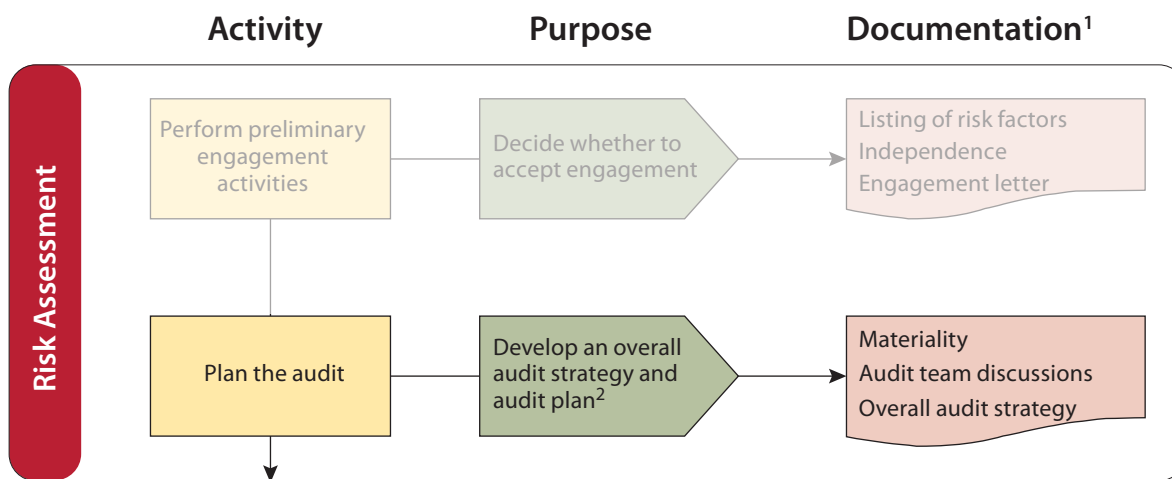 Activity
Purpose
Documentation¹
Risk Assessment
Perform preliminary
engagement
activities
Decide whether to
accept engagement
Listing of risk factors
Independence
Engagement letter
Plan the audit
Develop an overall
audit strategy and
audit plan²
Materiality
Audit team discussions
Overall audit strategy